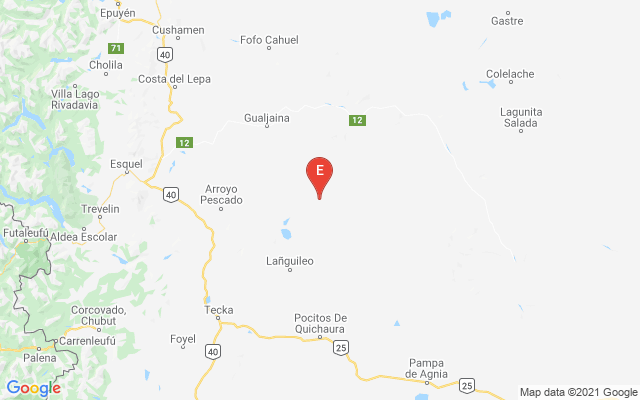 Epuyén
Gastre
Cushamen
Fofo Cahuel
71
40
Cholila
Colelache
Costa del Lepa
Villa Lago
Rivadavia
Lagunita
Salada
Gualjaina
12
12
Esquel
E
40
Arroyo
Pescado
Trevelin
Futaleufú
Aldea Escolar
Lañguileo
Corcovado,
Chubut
Tecka
Pocitos De
Quichaura
Carrenleufú
Foyel
40
25
Palena
Pampa
de Agnia
25
Google
Map data ©2021 Google